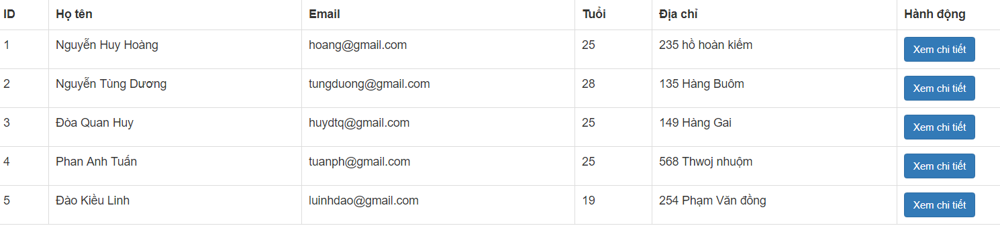 ID Họ tên Email Tuổi Địa chỉ Hành động
1 Nguyễn Huy Hoàng hoang@gmail.com 25 235 hồ hoàn kiếm Xem chi tiết
2 Nguyễn Tùng Dương tungduong@gmail.com 28 135 Hàng Buôm Xem chi tiết
3 Đòa Quan Huy huydtq@gmail.com 25 149 Hàng Gai Xem chi tiết
4 Phan Anh Tuấn tuanph@gmail.com 25 568 Thwoj nhuộm Xem chi tiết
5 Đào Kiều Linh luinhdao@gmail.com 19 254 Phạm Văn đồng Xem chi tiết